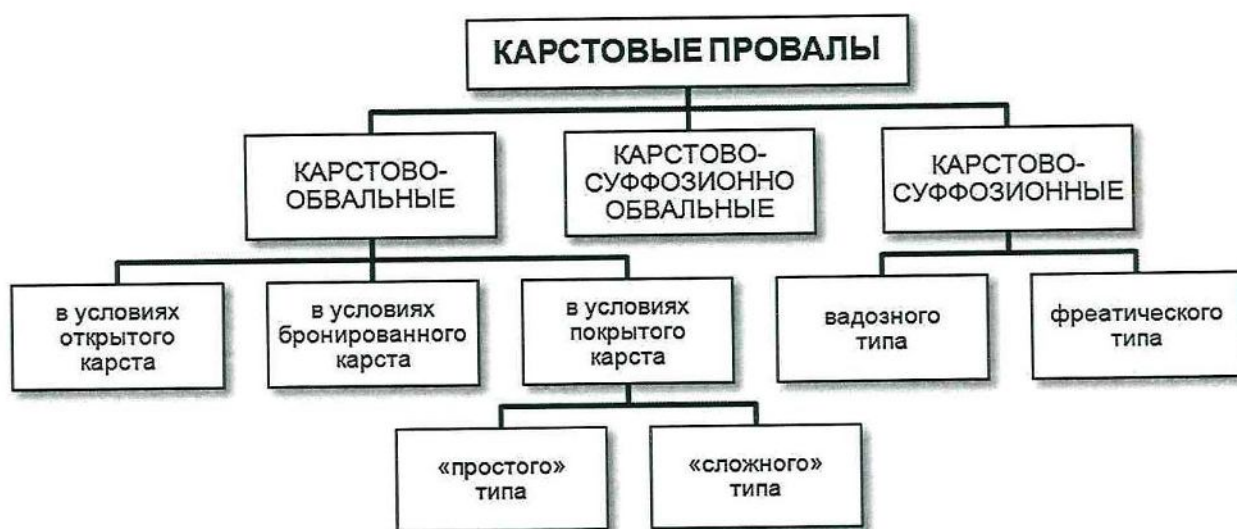 КАРСТОВЫЕ ПРОВАЛЫ
КАРСТОВО-
ОБВАЛЬНЫЕ
КАРСТОВО-
СУФФОЗИОННО
ОБВАЛЬНЫЕ
КАРСТОВО-
СУФФОЗИОННЫЕ
в условиях
открытого
карста
в условиях
бронированного
карста
в условиях
покрытого
карста
вадозного
типа
фреатического
типа
«простого»
типа
«сложного»
типа